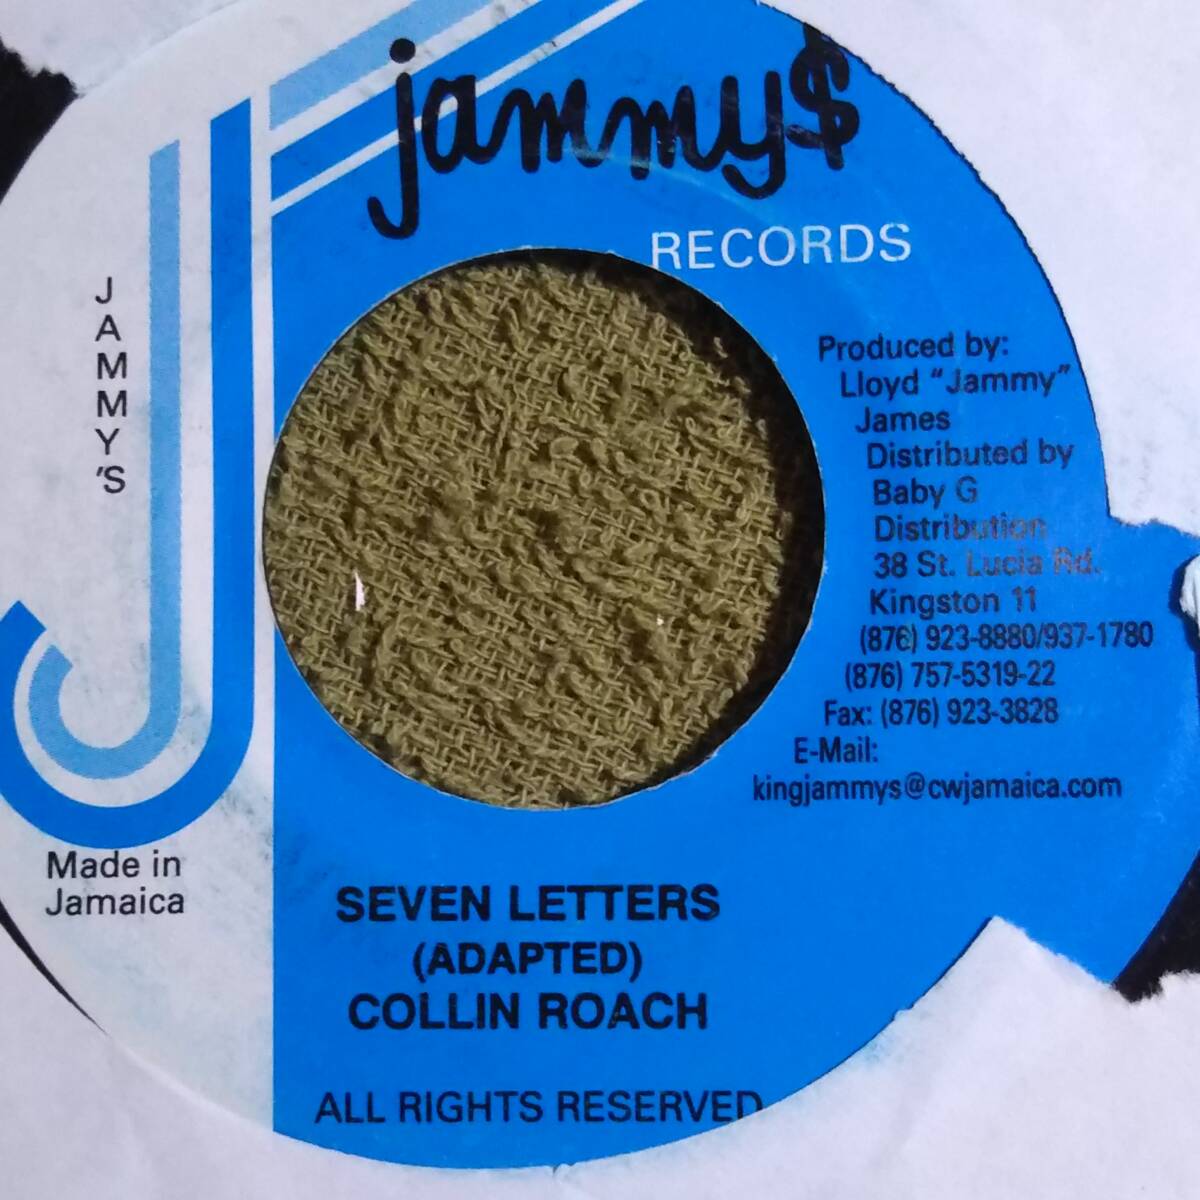 jammy$
RECORDS
JAMMY'S
Produced by:
Lloyd "Jammy"
James
Distributed by
Baby G
Distribution
38 St. Lucia Rd.
Kingston 11
(876) 923-8880/937-1780
(876) 757-5319-22
Fax: (876) 923-3828
E-Mail:
kingjammys@cwjamaica.com
Made in
Jamaica
SEVEN LETTERS
(ADAPTED)
COLLIN ROACH
ALL RIGHTS RESERVED